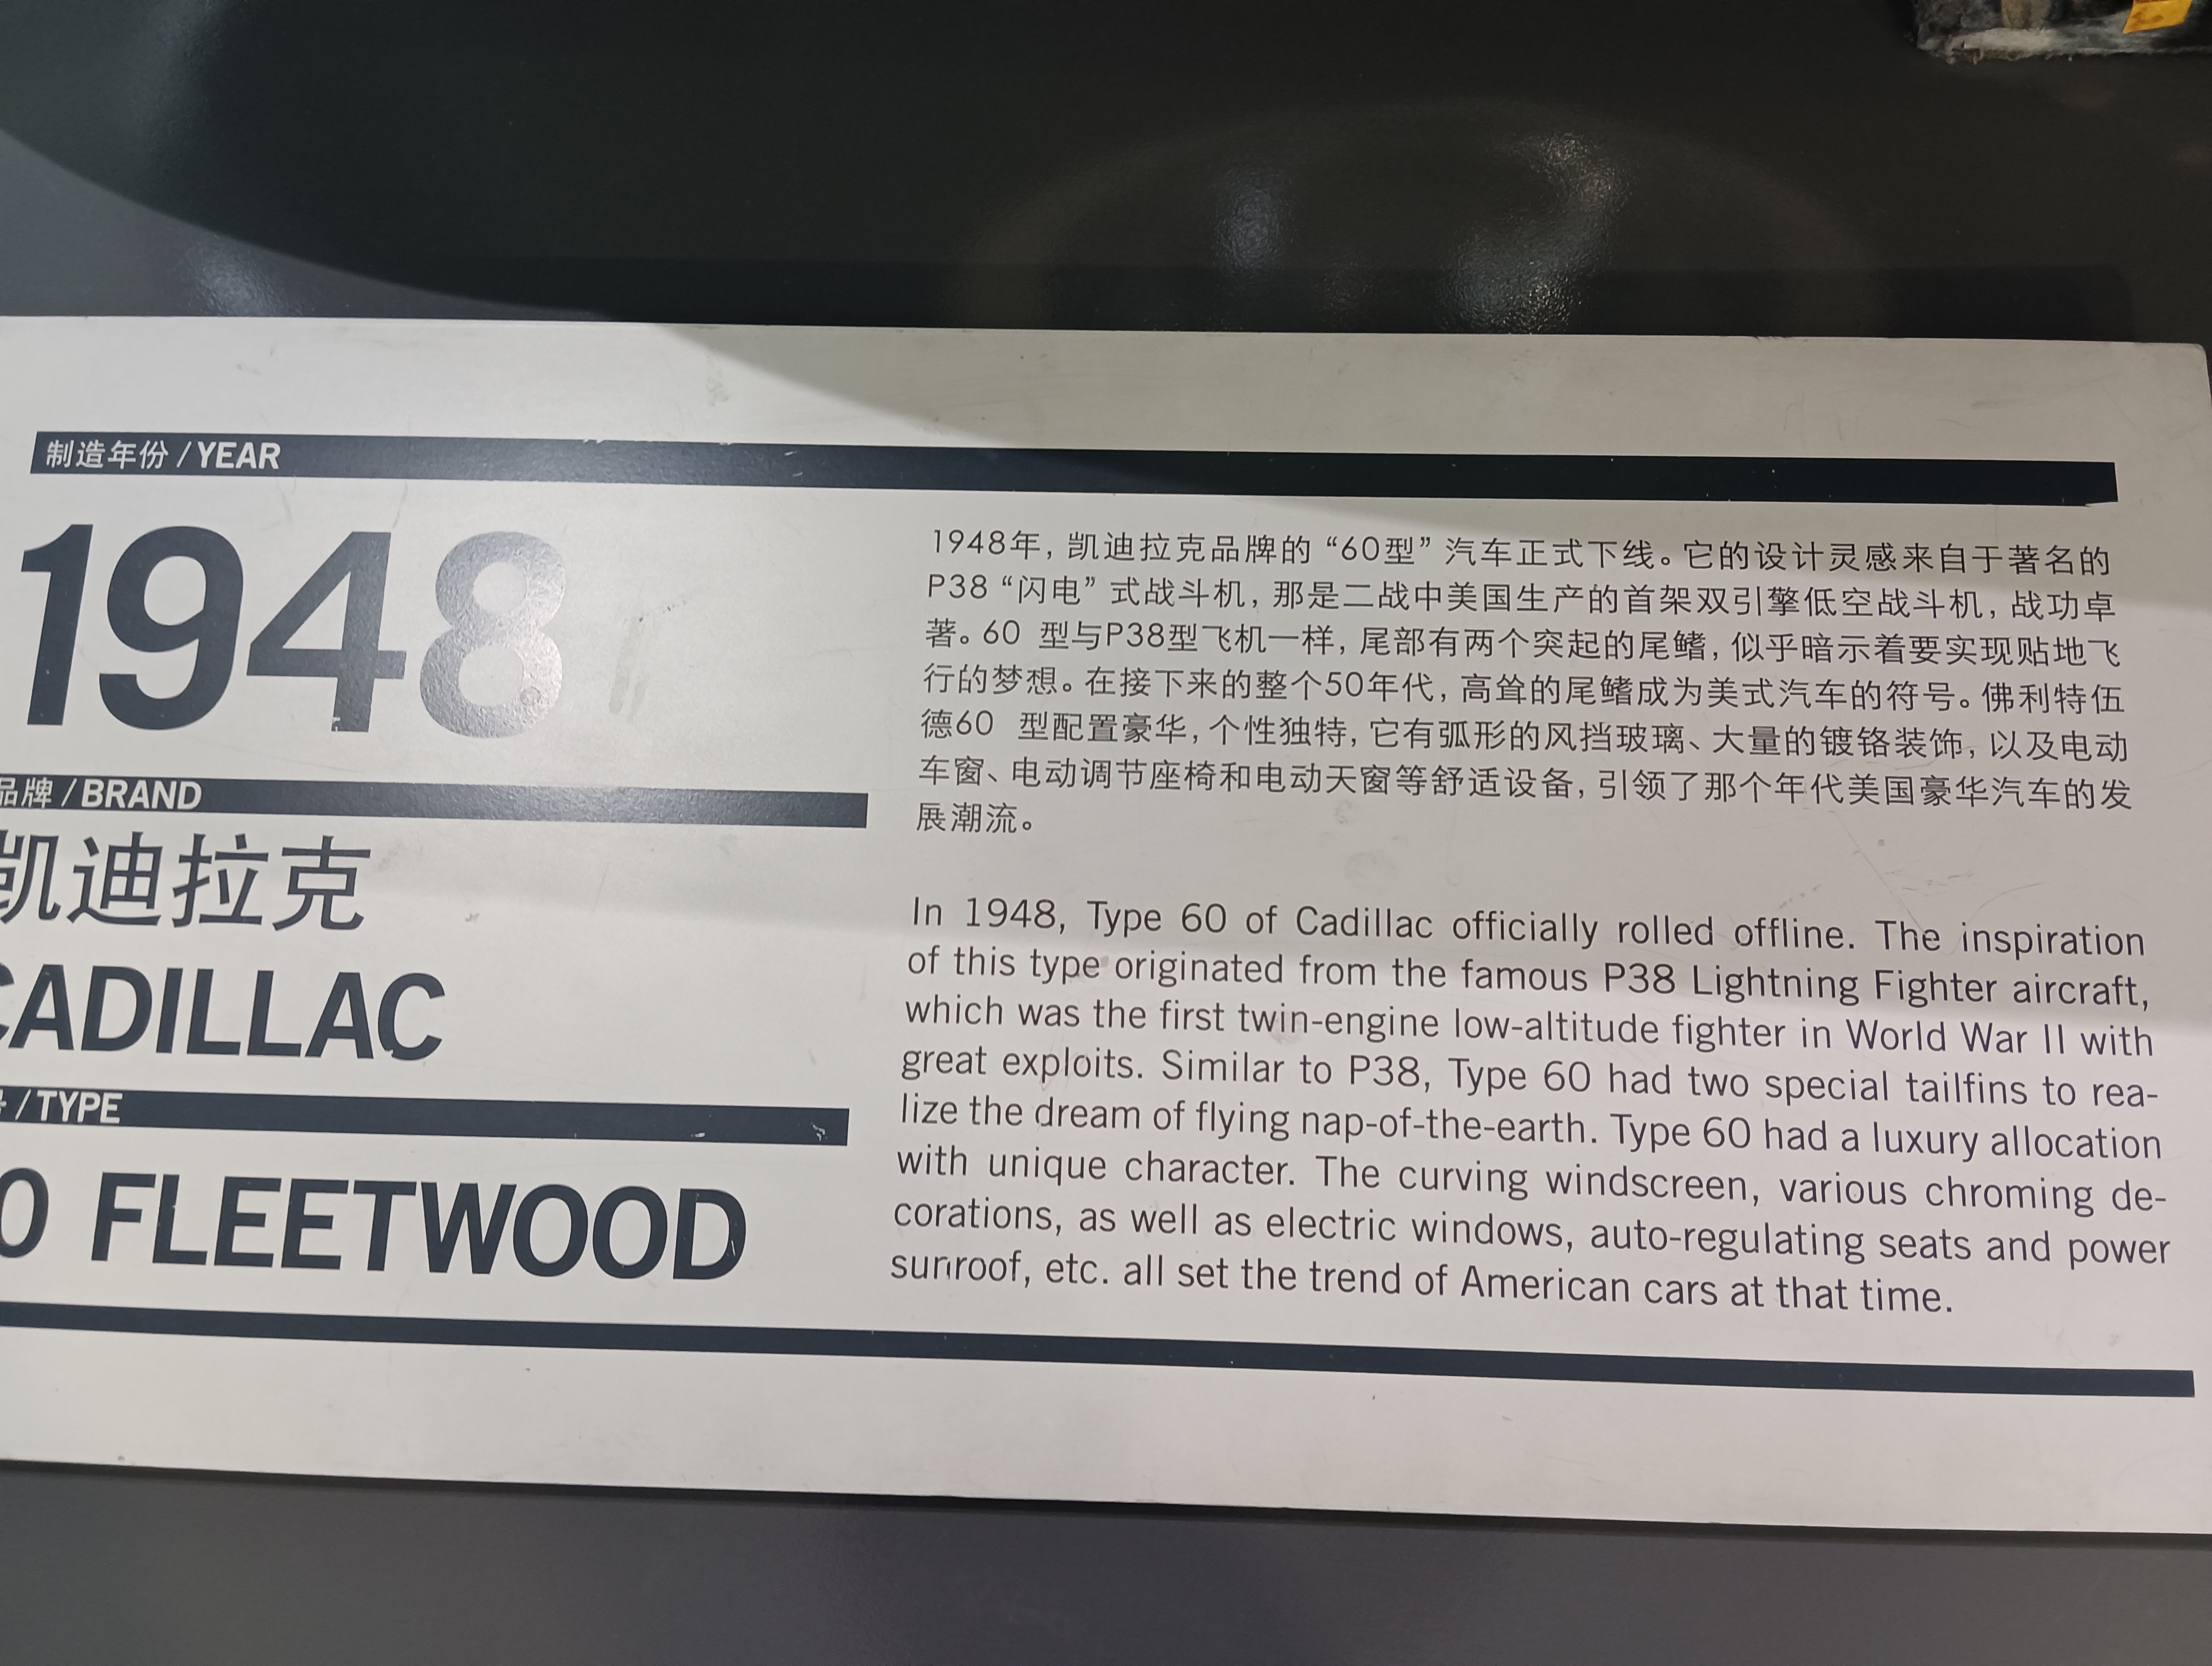 制造年份 / YEAR
1948
品牌 / BRAND
凯迪拉克
CADILLAC
/ TYPE
0 FLEETWOOD
1948年，凯迪拉克品牌的“60型”汽车正式下线。它的设计灵感来自于著名的
P38“闪电”式战斗机，那是二战中美国生产的首架双引擎低空战斗机，战功卓
著。60 型与P38型飞机一样，尾部有两个突起的尾鳍，似乎暗示着要实现贴地飞
行的梦想。在接下来的整个50年代，高耸的尾鳍成为美式汽车的符号。佛利特伍
德60 型配置豪华，个性独特，它有弧形的风挡玻璃、大量的镀铬装饰，以及电动
车窗、电动调节座椅和电动天窗等舒适设备，引领了那个年代美国豪华汽车的发
展潮流。
In 1948, Type 60 of Cadillac officially rolled offline. The inspiration
of this type originated from the famous P38 Lightning Fighter aircraft,
which was the first twin-engine low-altitude fighter in World War II with
great exploits. Similar to P38, Type 60 had two special tailfins to rea-
lize the dream of flying nap-of-the-earth. Type 60 had a luxury allocation
with unique character. The curving windscreen, various chroming de-
corations, as well as electric windows, auto-regulating seats and power
sunroof, etc. all set the trend of American cars at that time.